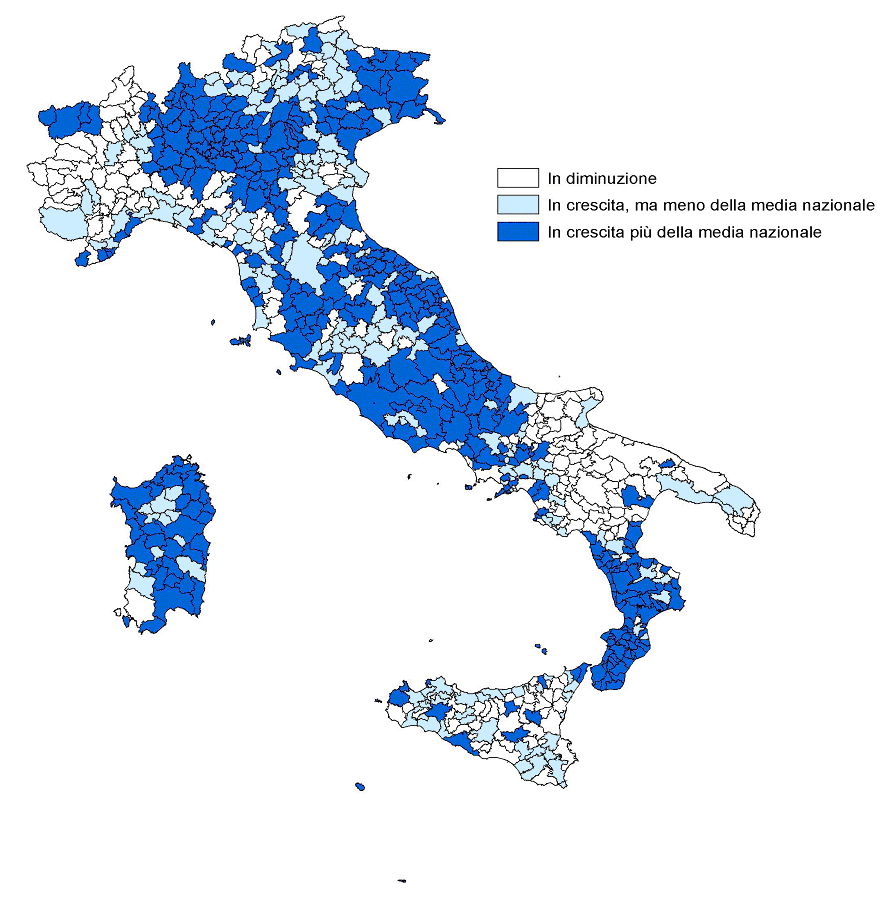 In diminuzione
In crescita, ma meno della media nazionale
In crescita più della media nazionale